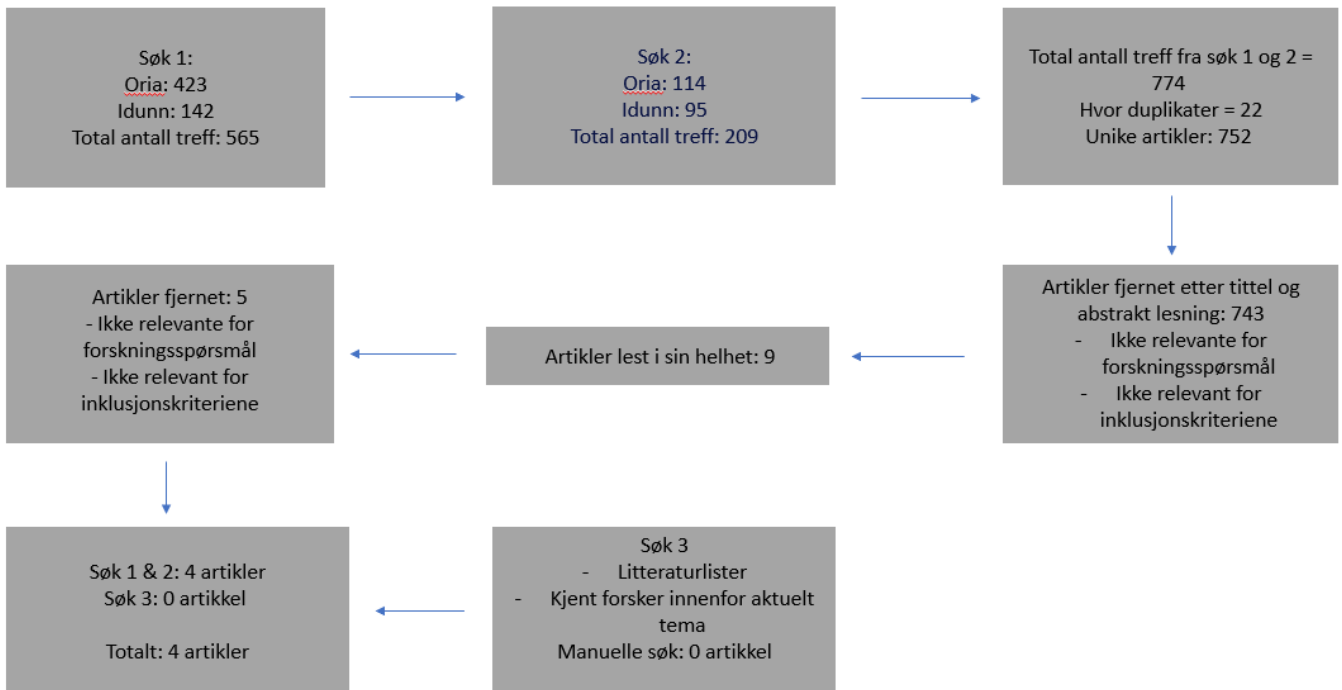 Søk 1:
Oria: 423
Idunn: 142
Total antall treff: 565
Søk 2:
Oria: 114
Idunn: 95
Total antall treff: 209
Total antall treff fra søk 1 og 2 =
774
Hvor duplikater = 22
Unike artikler: 752
Artikler fjernet etter tittel og
abstrakt lesning: 743
- Ikke relevante for
forskningsspørsmål
- Ikke relevant for
inklusjonskriteriene
Artikler lest i sin helhet: 9
Artikler fjernet: 5
- Ikke relevante for
forskningsspørsmål
- Ikke relevant for
inklusjonskriteriene
Søk 1 & 2: 4 artikler
Søk 3: 0 artikkel
Totalt: 4 artikler
Søk 3
- Litteraturlister
- Kjent forsker innenfor aktuelt
tema
Manuelle søk: 0 artikkel